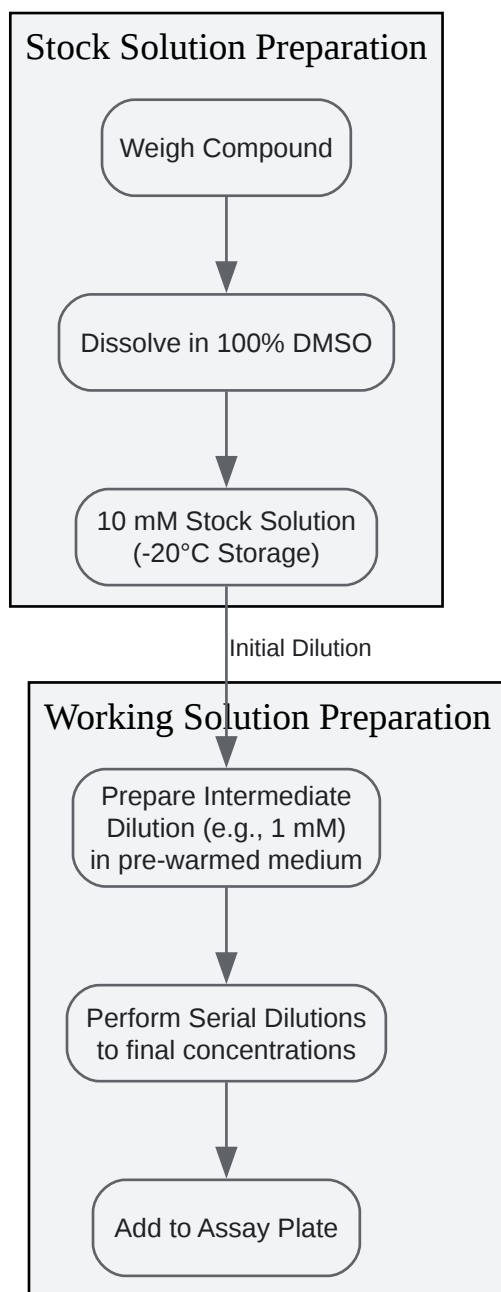 Stock Solution Preparation
Weigh Compound
Dissolve in 100% DMSO
10 mM Stock Solution
(-20°C Storage)
Initial Dilution
Working Solution Preparation
Prepare Intermediate
Dilution (e.g., 1 mM)
in pre-warmed medium
Perform Serial Dilutions
to final concentrations
Add to Assay Plate